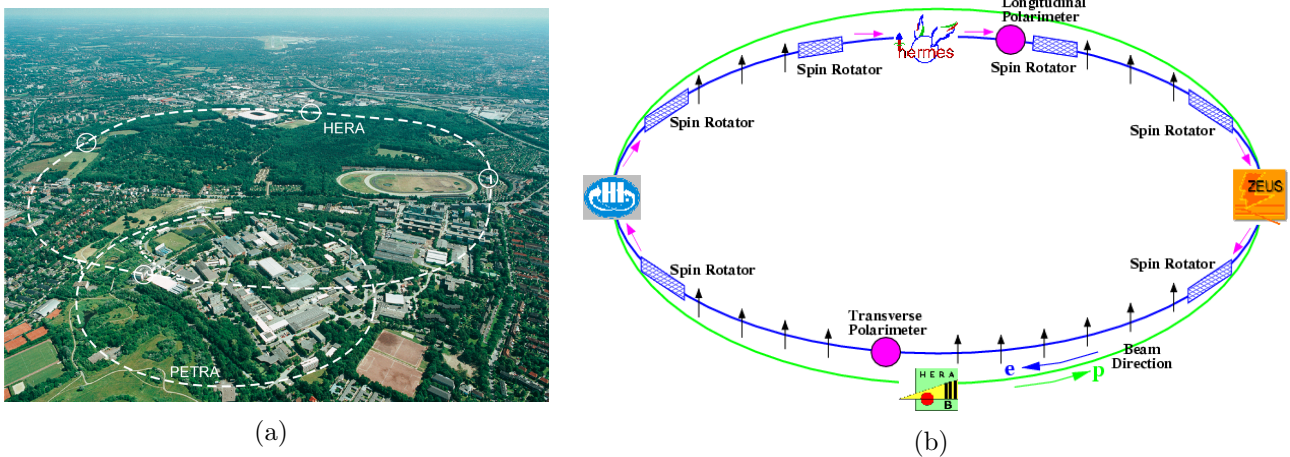 HERA
PETRA
(a)
Longitudinal
Polarimeter
hermes
Spin Rotator
Spin Rotator
Spin Rotator
Spin Rotator
H1
ZEUS
Spin Rotator
Spin Rotator
Transverse
Polarimeter
HERA
B
e
p
Beam
Direction
(b)